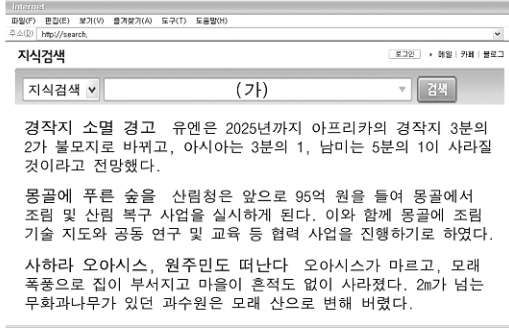 Internet
파일(F) 편집(E) 보기(V) 즐겨찾기(A) 도구(T) 도움말(H)
주소(D) http://search.
지식검색 로그인 ▸ 메일 | 카페 | 블로그
지식검색 (가) 검색
경작지 소멸 경고 유엔은 2025년까지 아프리카의 경작지 3분의
2가 불모지로 바뀌고, 아시아는 3분의 1, 남미는 5분의 1이 사라질
것이라고 전망했다.
몽골에 푸른 숲을 산림청은 앞으로 95억 원을 들여 몽골에서
조림 및 산림 복구 사업을 실시하게 된다. 이와 함께 몽골에 조림
기술 지도와 공동 연구 및 교육 등 협력 사업을 진행하기로 하였다.
사하라 오아시스, 원주민도 떠난다 오아시스가 마르고, 모래
폭풍으로 집이 부서지고 마을이 흔적도 없이 사라졌다. 2m가 넘는
무화과나무가 있던 과수원은 모래 산으로 변해 버렸다.